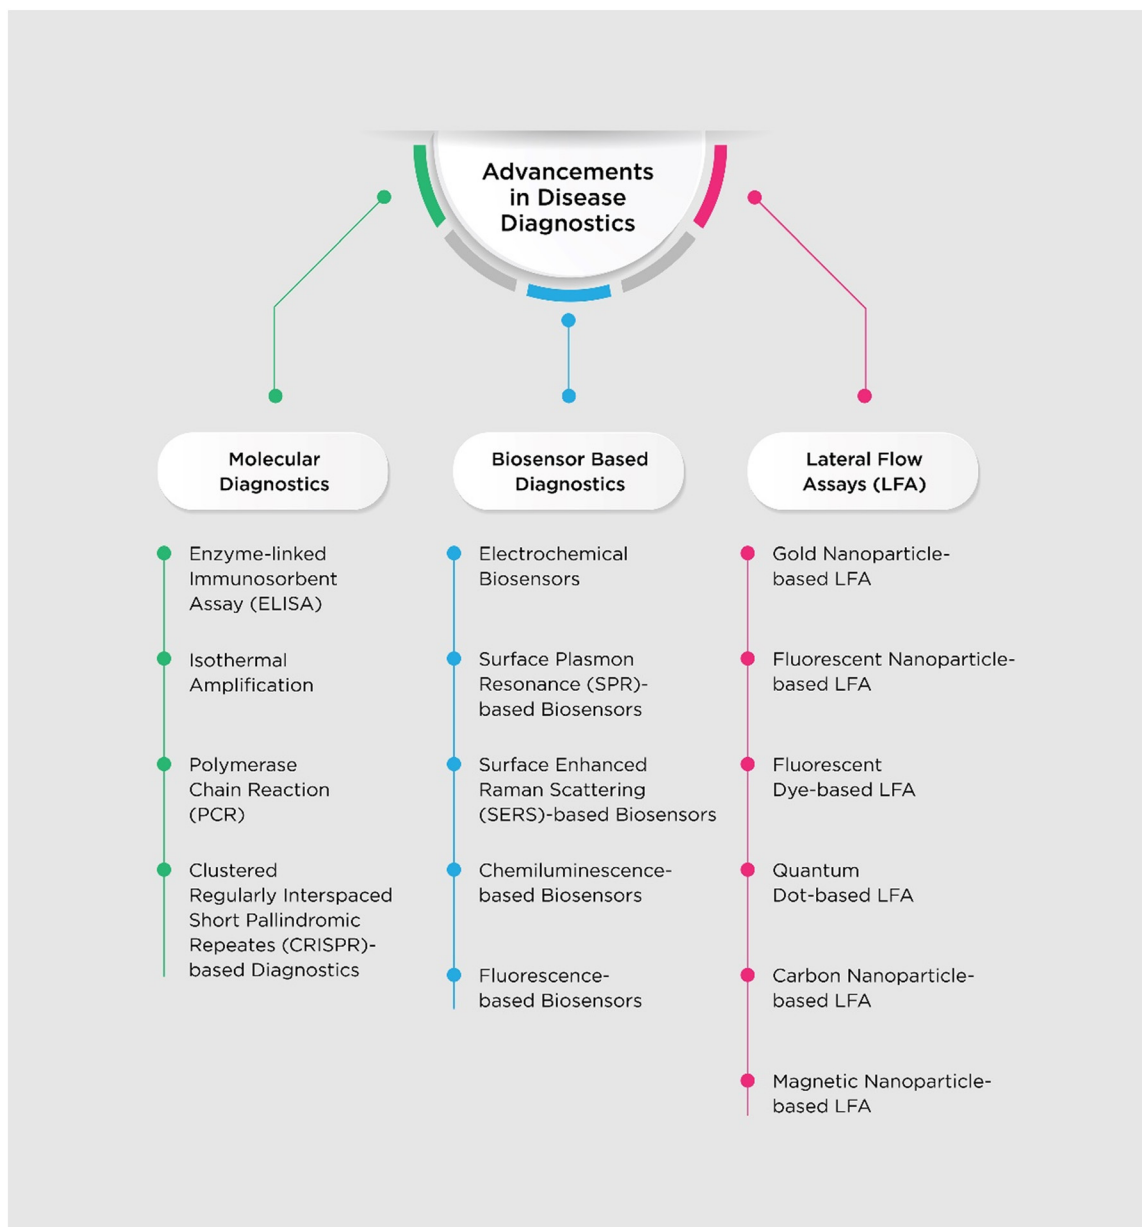 Advancements
in Disease
Diagnostics
Molecular
Diagnostics
Enzyme-linked
Immunosorbent
Assay (ELISA)
Isothermal
Amplification
Polymerase
Chain Reaction
(PCR)
Clustered
Regularly Interspaced
Short Pallindromic
Repeates (CRISPR)-
based Diagnostics
Biosensor Based
Diagnostics
Electrochemical
Biosensors
Surface Plasmon
Resonance (SPR)-
based Biosensors
Surface Enhanced
Raman Scattering
(SERS)-based Biosensors
Chemiluminescence-
based Biosensors
Fluorescence-
based Biosensors
Lateral Flow
Assays (LFA)
Gold Nanoparticle-
based LFA
Fluorescent Nanoparticle-
based LFA
Fluorescent
Dye-based LFA
Quantum
Dot-based LFA
Carbon Nanoparticle-
based LFA
Magnetic Nanoparticle-
based LFA